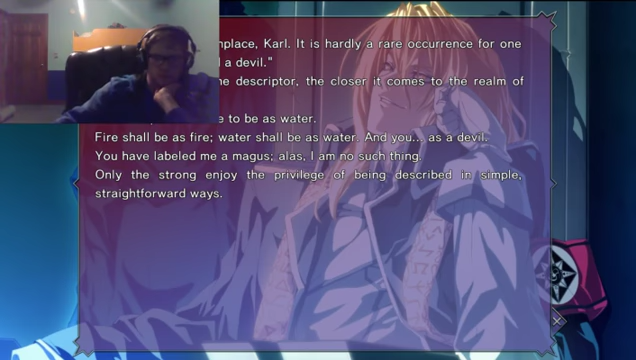 nplace, Karl. It is hardly a rare occurrence for one
a devil."
descriptor, the closer it comes to the realm of
to be as water.
Fire shall be as fire; water shall be as water. And you... as a devil.
You have labeled me a magus; alas, I am no such thing.
Only the strong enjoy the privilege of being described in simple,
straightforward ways.